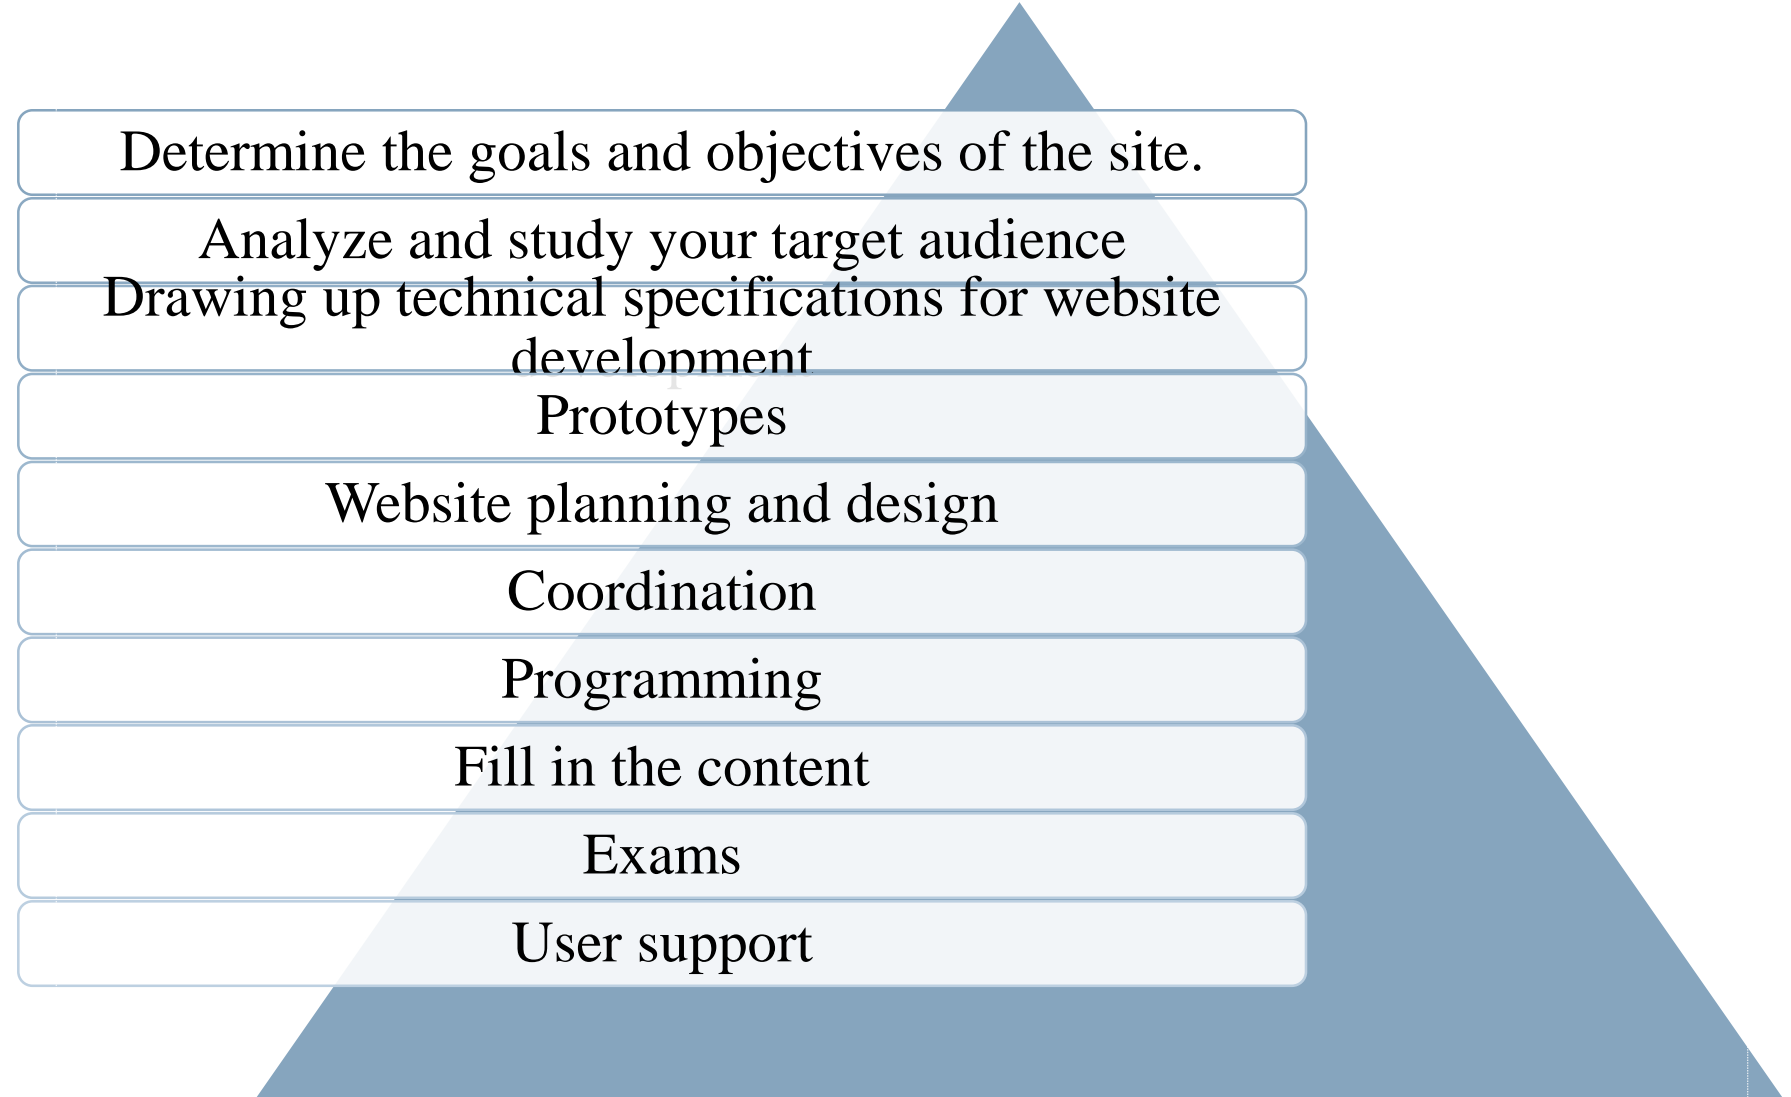 Determine the goals and objectives of the site.
Analyze and study your target audience
Drawing up technical specifications for website
development
Prototypes
Website planning and design
Coordination
Programming
Fill in the content
Exams
User support